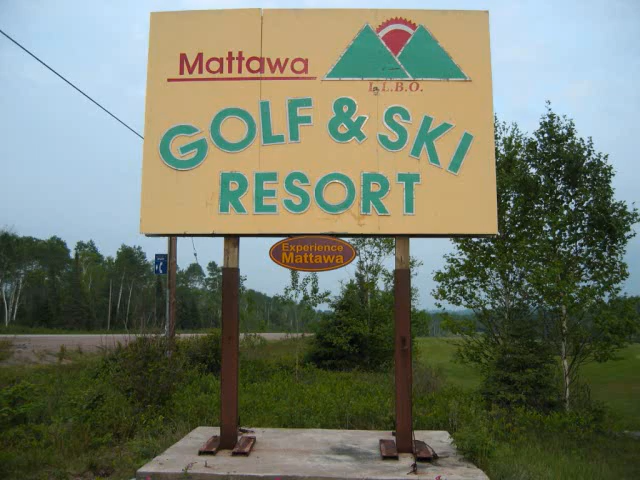 Mattawa
L.L.B.O.
GOLF & SKI
RESORT
Experience
Mattawa